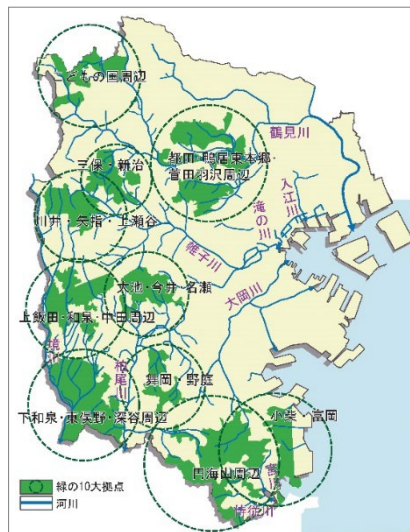 こどもの国周辺
鶴見川
三保・新治
都田・鴨居東本郷・
菅田羽沢周辺
入江川
滝の川
川井・矢指・上瀬谷
帷子川
大池・今井・名瀬
大岡川
上飯田・和泉・中田周辺
境川
柏尾川
舞岡・野庭
下和泉・東俣野・深谷周辺
小柴・富岡
円海山周辺
宮川
侍従川
緑の10大拠点
河川